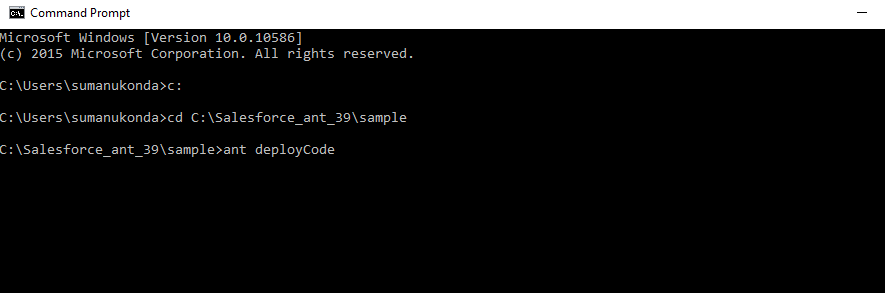 Command Prompt
Microsoft Windows [Version 10.0.10586]
(c) 2015 Microsoft Corporation. All rights reserved.
C:\Users\sumanukonda>c:
C:\Users\sumanukonda>cd C:\Salesforce_ant_39\sample
C:\Salesforce_ant_39\sample>ant deployCode